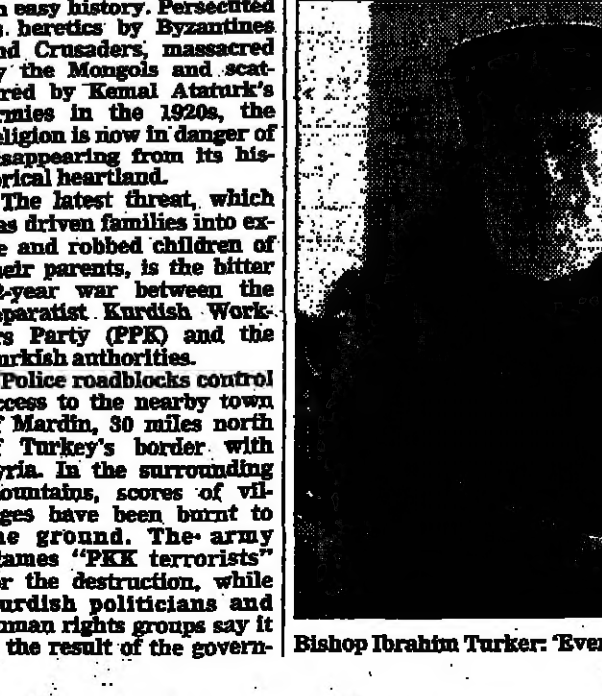 n easy history. Persecuted
s heretics by Byzantines
nd Crusaders, massacred
y the Mongols and scat-
red by Kemal Ataturk's
rmies in the 1920s, the
eligion is now in danger of
sappearing from its his-
orical heartland.
The latest threat, which
as driven families into ex-
e and robbed children of
heir parents, is the bitter
2-year war between the
eparatist Kurdish Work-
rs Party (PPK) and the
urkish authorities.
Police roadblocks control
ccess to the nearby town
f Mardin, 30 miles north
f Turkey's border with
yria. In the surrounding
ountains, scores of vil-
ges have been burnt to
he ground. The army
lames "PKK terrorists"
or the destruction, while
urdish politicians and
uman rights groups say it
the result of the govern-
Bishop Ibrahim Turker: 'Ever